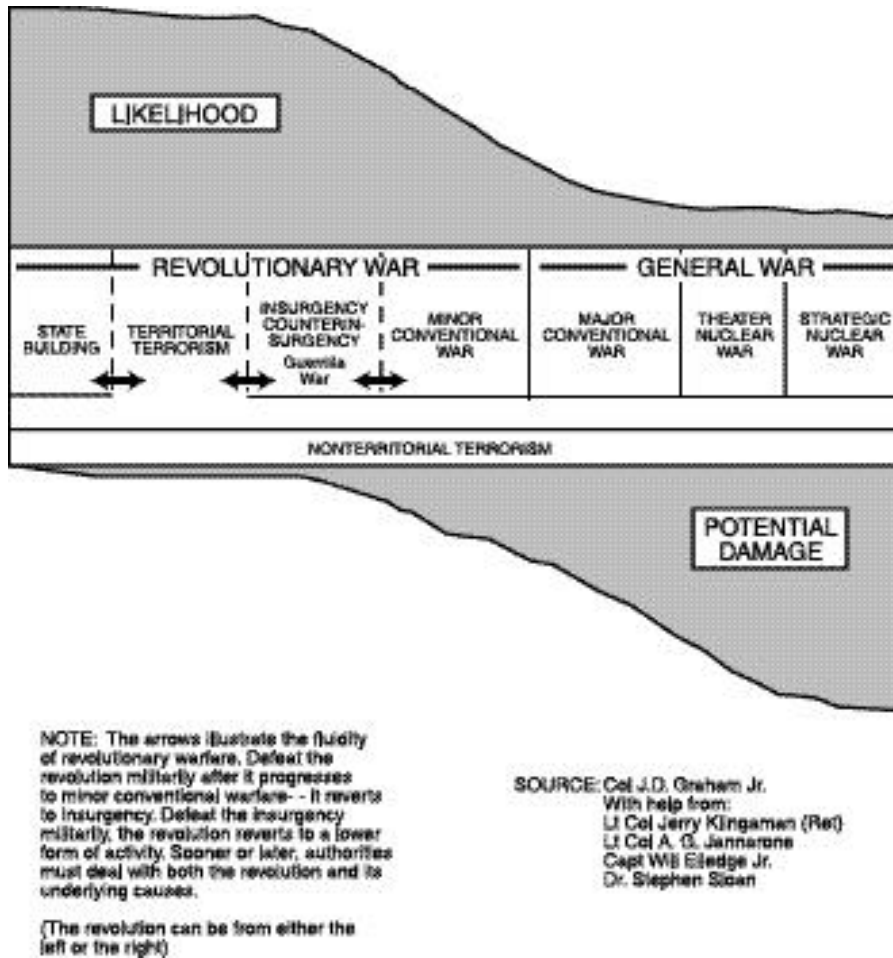 LIKELIHOOD
REVOLUTIONARY WAR
GENERAL WAR
STATE
BUILDING
TERRITORIAL
TERRORISM
INSURGENCY
COUNTERIN-
SURGENCY
Guerrilla
War
MINOR
CONVENTIONAL
WAR
MAJOR
CONVENTIONAL
WAR
THEATER
NUCLEAR
WAR
STRATEGIC
NUCLEAR
WAR
NONTERRITORIAL TERRORISM
POTENTIAL
DAMAGE
NOTE: The arrows illustrate the fluidity
of revolutionary warfare. Defeat the
revolution militarily after it progresses
to minor conventional warfare- - it reverts
to insurgency. Defeat the insurgency
militarily, the revolution reverts to a lower
form of activity. Sooner or later, authorities
must deal with both the revolution and its
underlying causes.
(The revolution can be from either the
left or the right)
SOURCE: Col J.D. Graham Jr.
With help from:
Lt Col Jerry Klingaman (Ret)
Lt Col A. G. Jannarone
Capt Will Elledge Jr.
Dr. Stephen Sloan